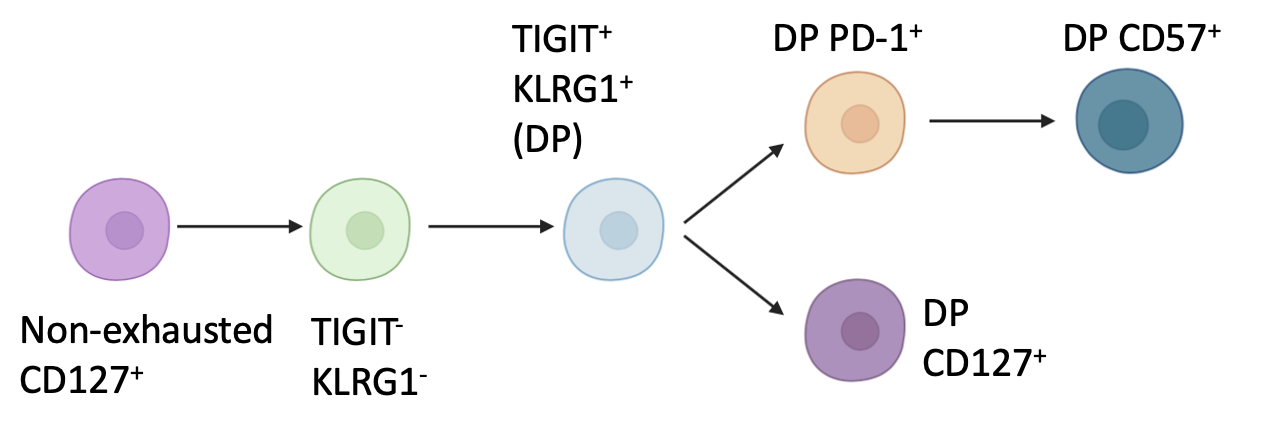 TIGIT⁺
KLRG1⁺
(DP)
DP PD-1⁺
DP CD57⁺
Non-exhausted
CD127⁺
TIGIT⁻
KLRG1⁻
DP
CD127⁺